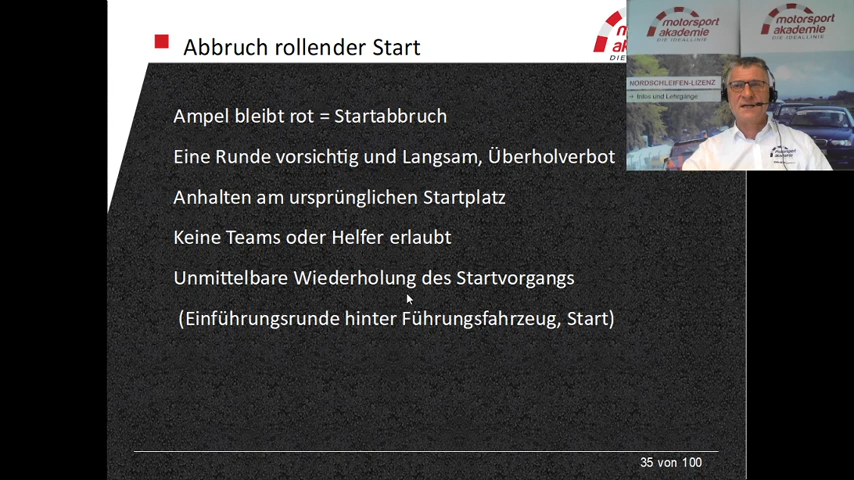 Abbruch rollender Start
Ampel bleibt rot = Startabbruch
Eine Runde vorsichtig und Langsam, Überholverbot
Anhalten am ursprünglichen Startplatz
Keine Teams oder Helfer erlaubt
Unmittelbare Wiederholung des Startvorgangs
(Einführungsrunde hinter Führungsfahrzeug, Start)
35 von 100
motorsport
akademie
DIE IDEALLINIE
motorsport
akademie
DIE IDEALLINIE
NORDSCHLEIFEN-LIZENZ
Infos und Lehrgänge